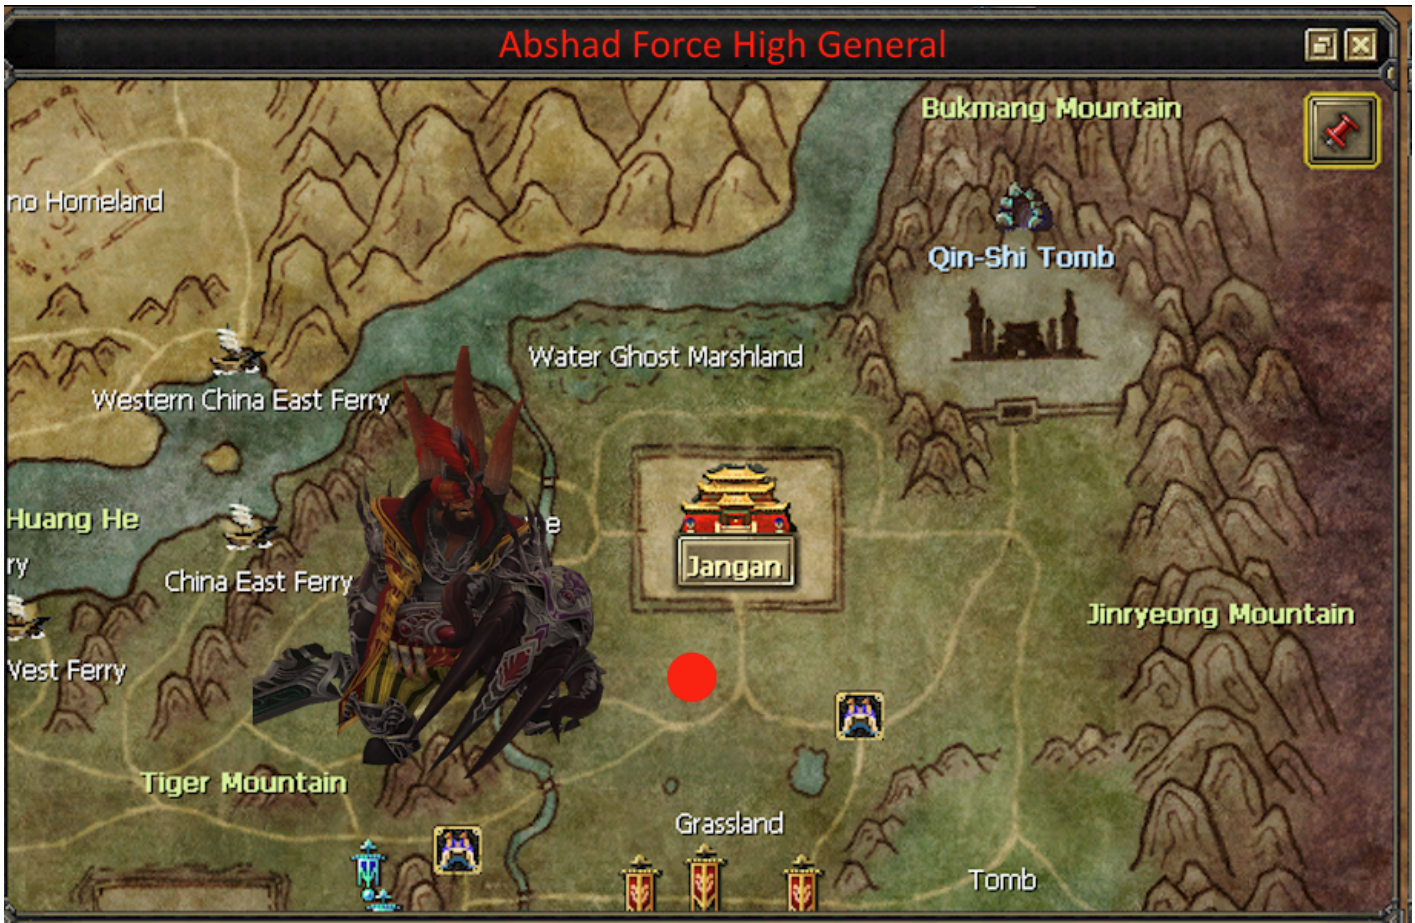 Abshad Force High General
Bukmang Mountain
no Homeland
Qin-Shi Tomb
Water Ghost Marshland
Western China East Ferry
Huang He
e
ry
Jangan
China East Ferry
Jinryeong Mountain
Vest Ferry
Tiger Mountain
Grassland
Tomb